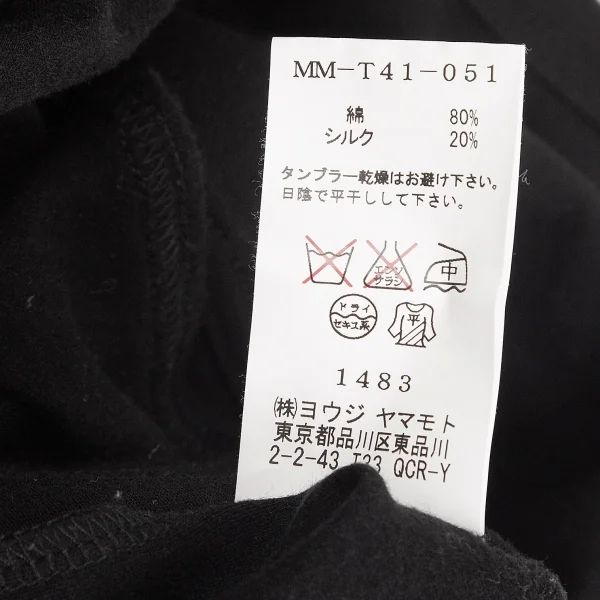 MM-T41-051
綿 80%
シルク 20%
タンブラー乾燥はお避け下さい。
日陰で平干しして下さい。
エンソ
サラシ
中
ドライ
セキユ系
平
1483
㈱ヨウジ ヤマモト
東京都品川区東品川
2-2-43 T33 QCR-Y